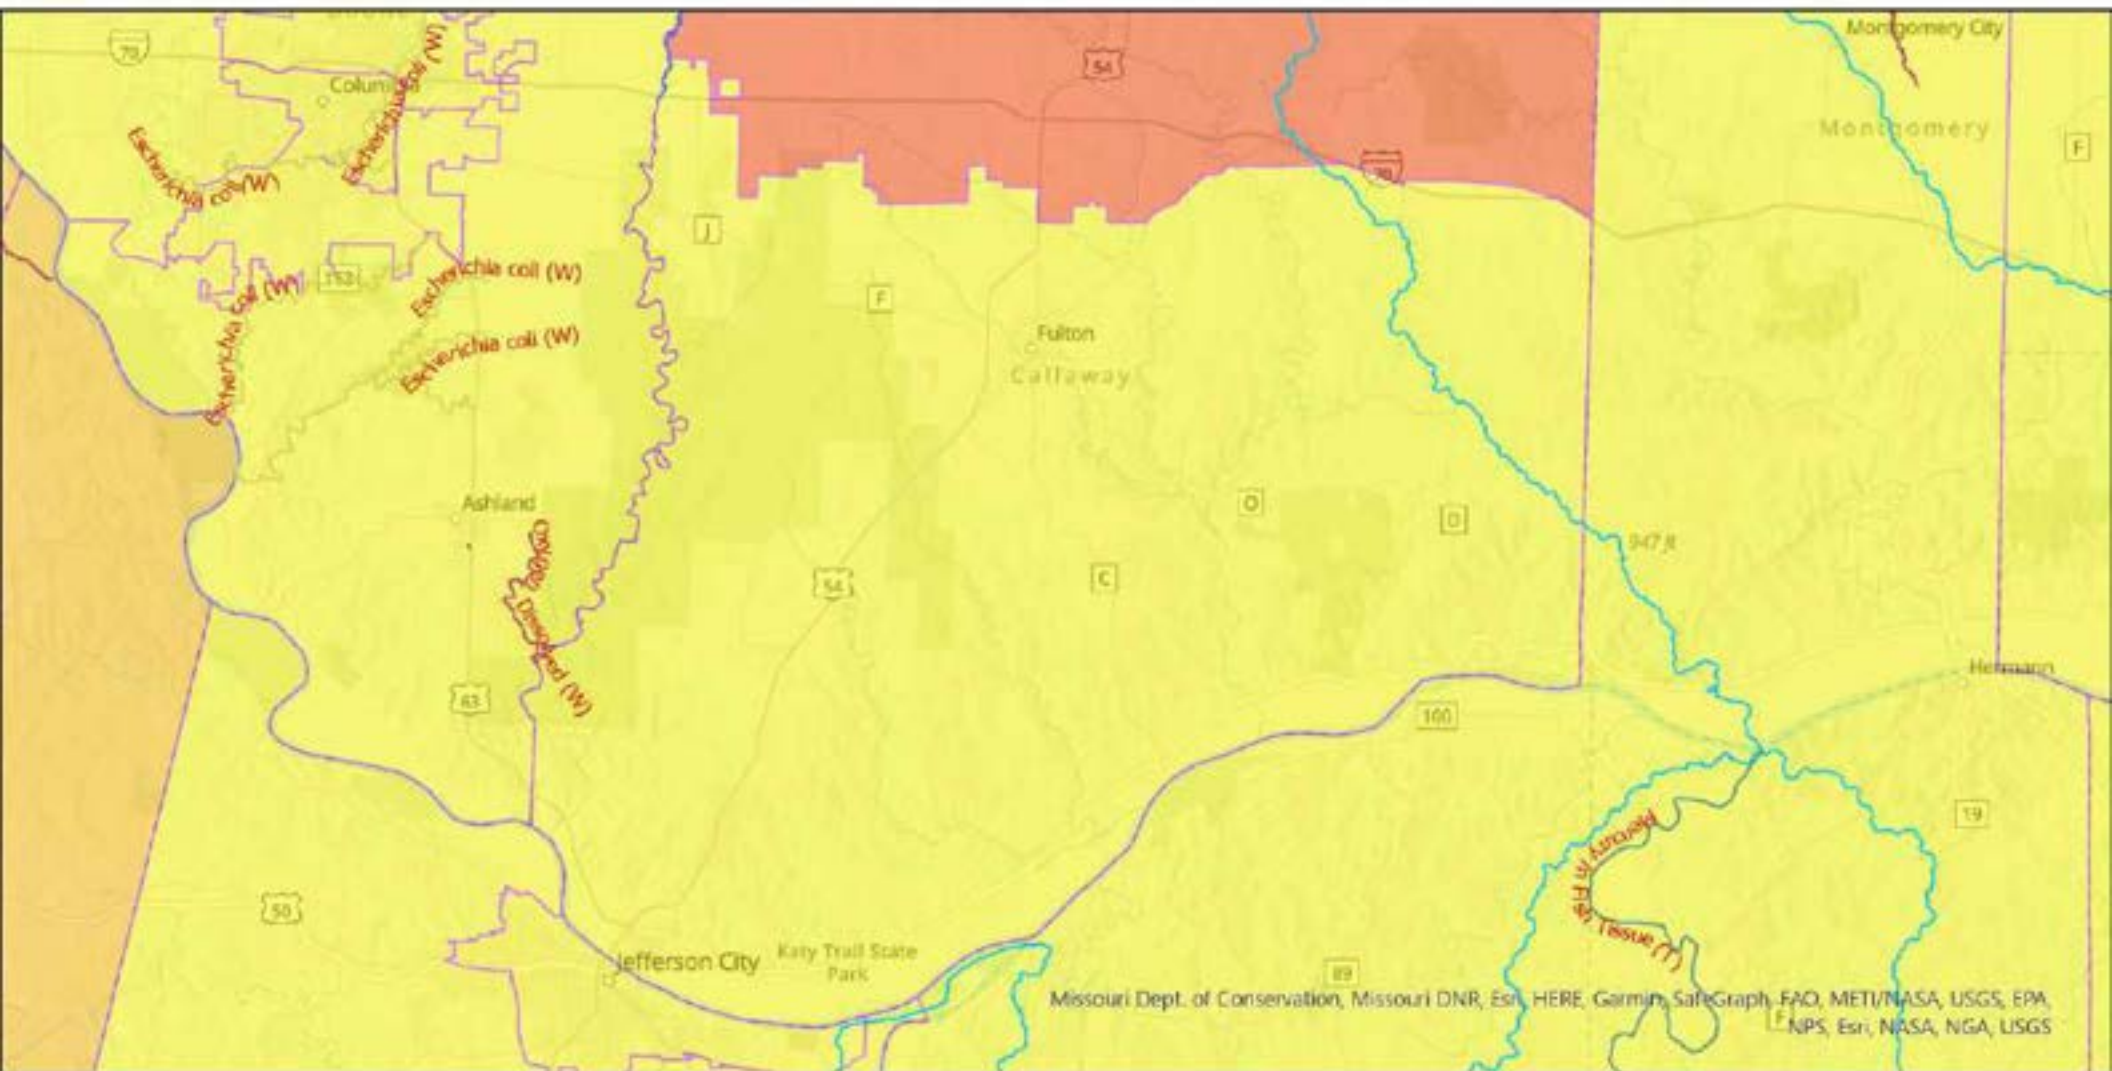 Montgomery City
70
54
Columbia
Escherichia coli (W)
Montgomery
F
Escherichia coli (W)
70
J
Escherichia coli (W)
163
Escherichia coli (W)
F
Fulton
Escherichia coli (W)
Callaway
Ashland
O
D
947 ft
C
54
Oxygen, Dissolved (W)
Hermann
63
100
19
Mercury in Fish Tissue (T)
50
Jefferson City
Katy Trail State
Park
89
Missouri Dept. of Conservation, Missouri DNR, Esri, HERE, Garmin, SafeGraph, FAO, METI/NASA, USGS, EPA,
NPS, Esri, NASA, NGA, USGS